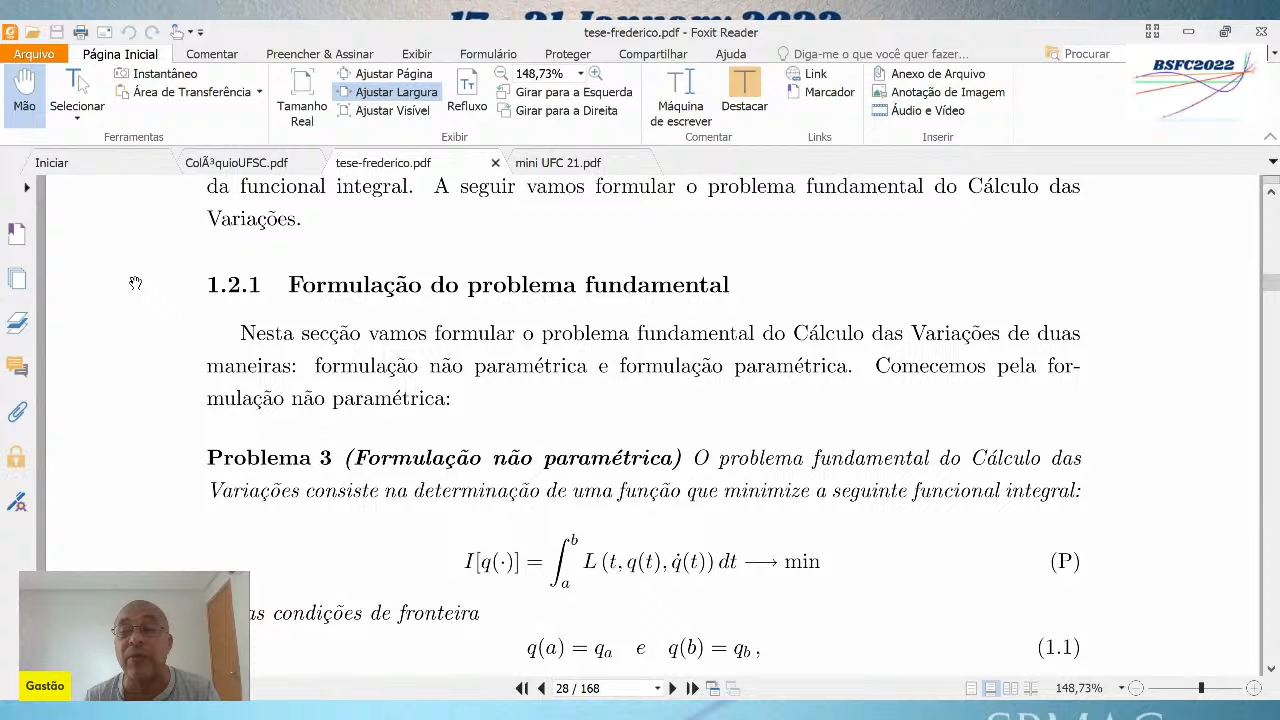 17 - 21 January 2022
tese-frederico.pdf - Foxit Reader
Arquivo Página Inicial Comentar Preencher & Assinar Exibir Formulário Proteger Compartilhar Ajuda Diga-me o que você quer fazer... Procurar
BSFC2022
Mão
Selecionar
Instantâneo
Área de Transferência
Ferramentas
Tamanho
Real
Ajustar Página
Ajustar Largura
Ajustar Visível
Refluxo
148,73%
Girar para a Esquerda
Girar para a Direita
Exibir
Máquina
de escrever
Destacar
Comentar
Link
Marcador
Links
Anexo de Arquivo
Anotação de Imagem
Áudio e Vídeo
Inserir
Iniciar ColÃ³quioUFSC.pdf tese-frederico.pdf mini UFC 21.pdf
da funcional integral. A seguir vamos formular o problema fundamental do Cálculo das
Variações.
1.2.1 Formulação do problema fundamental
Nesta secção vamos formular o problema fundamental do Cálculo das Variações de duas
maneiras: formulação não paramétrica e formulação paramétrica. Comecemos pela for-
mulação não paramétrica:
Problema 3 (Formulação não paramétrica) O problema fundamental do Cálculo das
Variações consiste na determinação de uma função que minimize a seguinte funcional integral:
I[q(·)] = ∫_a^b L (t, q(t), q̇(t)) dt ⟶ min (P)
as condições de fronteira
q(a) = q_a e q(b) = q_b , (1.1)
Gastão
28 / 168
148,73%